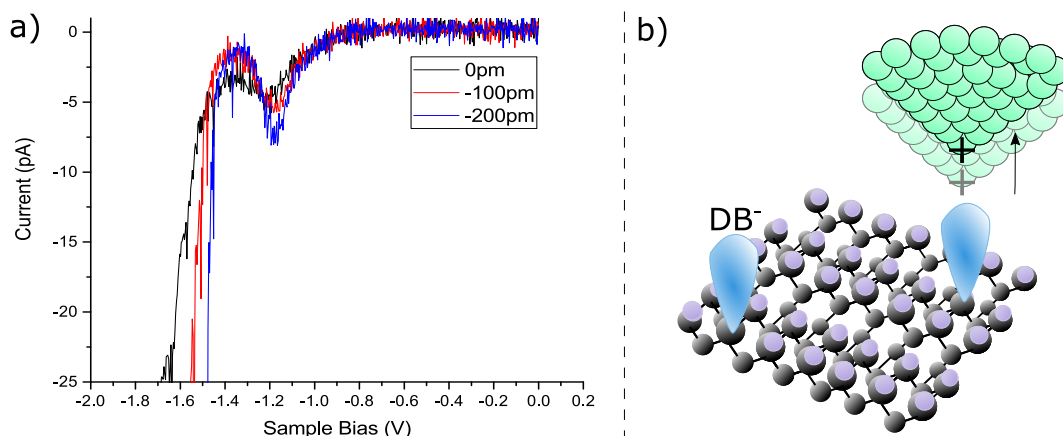 a)
0
-5
-10
-15
-20
-25
Current (pA)
0pm
-100pm
-200pm
-2.0 -1.8 -1.6 -1.4 -1.2 -1.0 -0.8 -0.6 -0.4 -0.2 0.0 0.2
Sample Bias (V)
b)
+
+
DB⁻